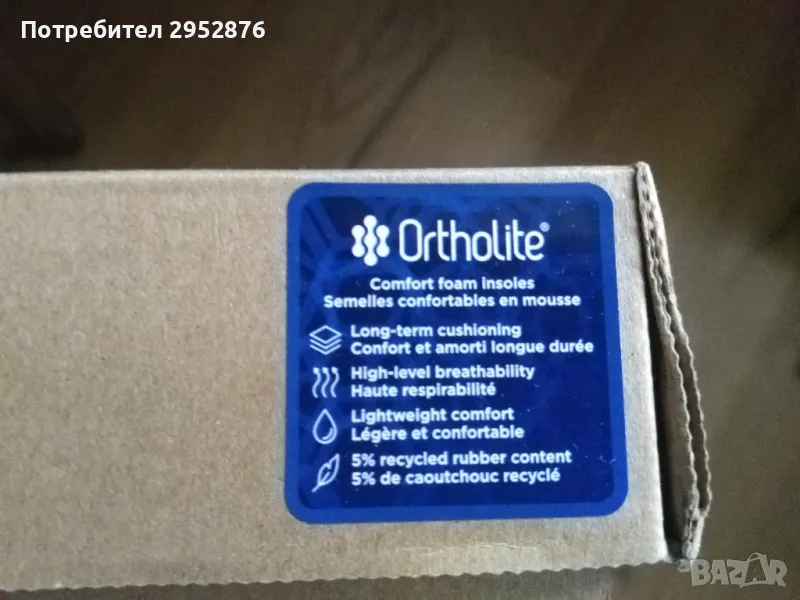 Потребител 2952876
Ortholite®
Comfort foam insoles
Semelles confortables en mousse
Long-term cushioning
Confort et amorti longue durée
High-level breathability
Haute respirabilité
Lightweight comfort
Légère et confortable
5% recycled rubber content
5% de caoutchouc recyclé
BAZAR